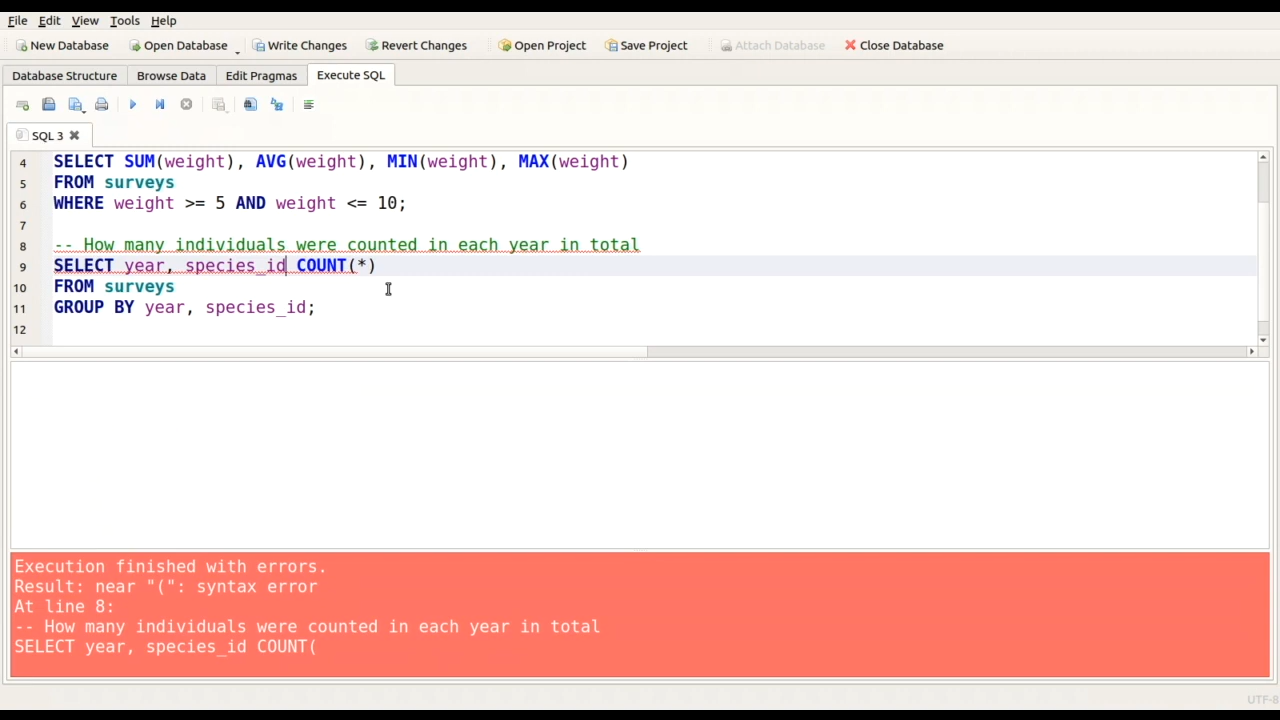 File Edit View Tools Help
New Database Open Database Write Changes Revert Changes Open Project Save Project Attach Database Close Database
Database Structure Browse Data Edit Pragmas Execute SQL
SQL 3
4 SELECT SUM(weight), AVG(weight), MIN(weight), MAX(weight)
5 FROM surveys
6 WHERE weight >= 5 AND weight <= 10;
7
8 -- How many individuals were counted in each year in total
9 SELECT year, species_id COUNT(*)
10 FROM surveys
11 GROUP BY year, species_id;
12
Execution finished with errors.
Result: near "(": syntax error
At line 8:
-- How many individuals were counted in each year in total
SELECT year, species_id COUNT(
UTF-8